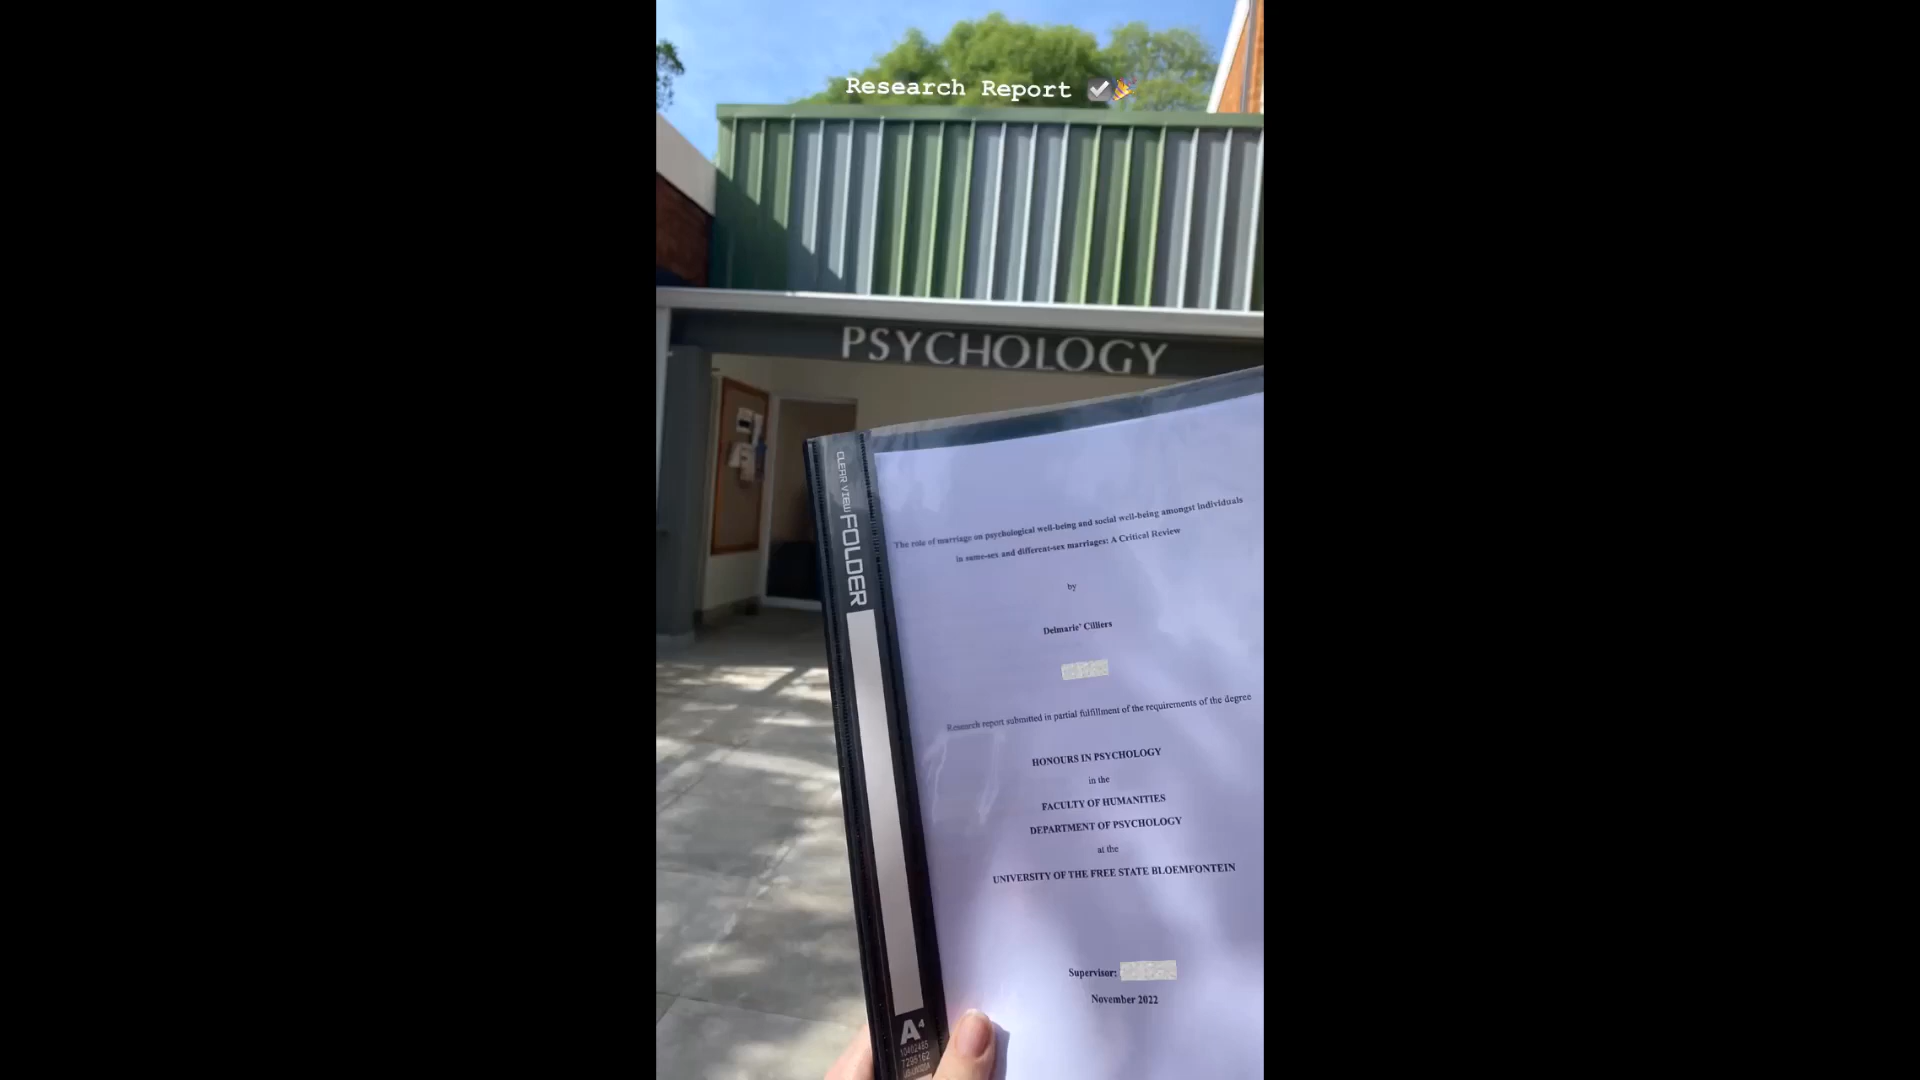 Research Report
PSYCHOLOGY
CLEAR VIEW FOLDER
The role of marriage on psychological well-being and social well-being amongst individuals
in same-sex and different-sex marriages: A Critical Review
by
Delmarie' Cilliers
Research report submitted in partial fulfillment of the requirements of the degree
HONOURS IN PSYCHOLOGY
in the
FACULTY OF HUMANITIES
DEPARTMENT OF PSYCHOLOGY
at the
UNIVERSITY OF THE FREE STATE BLOEMFONTEIN
Supervisor:
November 2022
A4